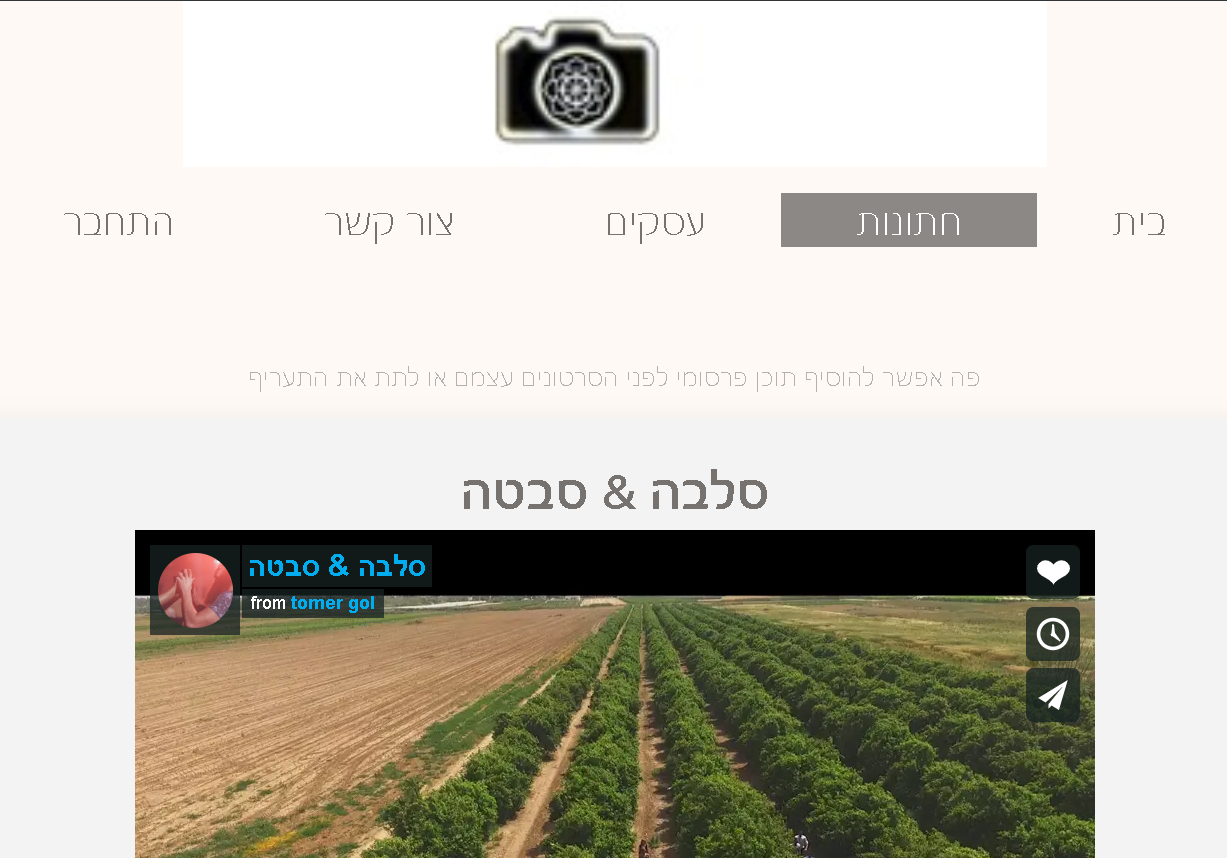 בית חתונות עסקים צור קשר התחבר
פה אפשר להוסיף תוכן פרסומי לפני הסרטונים עצמם או לתת את התעריף
סלבה & סבטה
סלבה & סבטה
from tomer gol